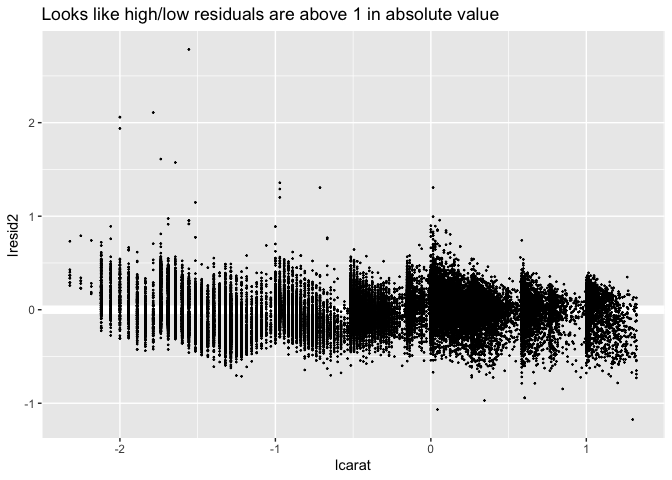 Looks like high/low residuals are above 1 in absolute value
2
1
0
-1
lresid2
-2
-1
0
1
lcarat